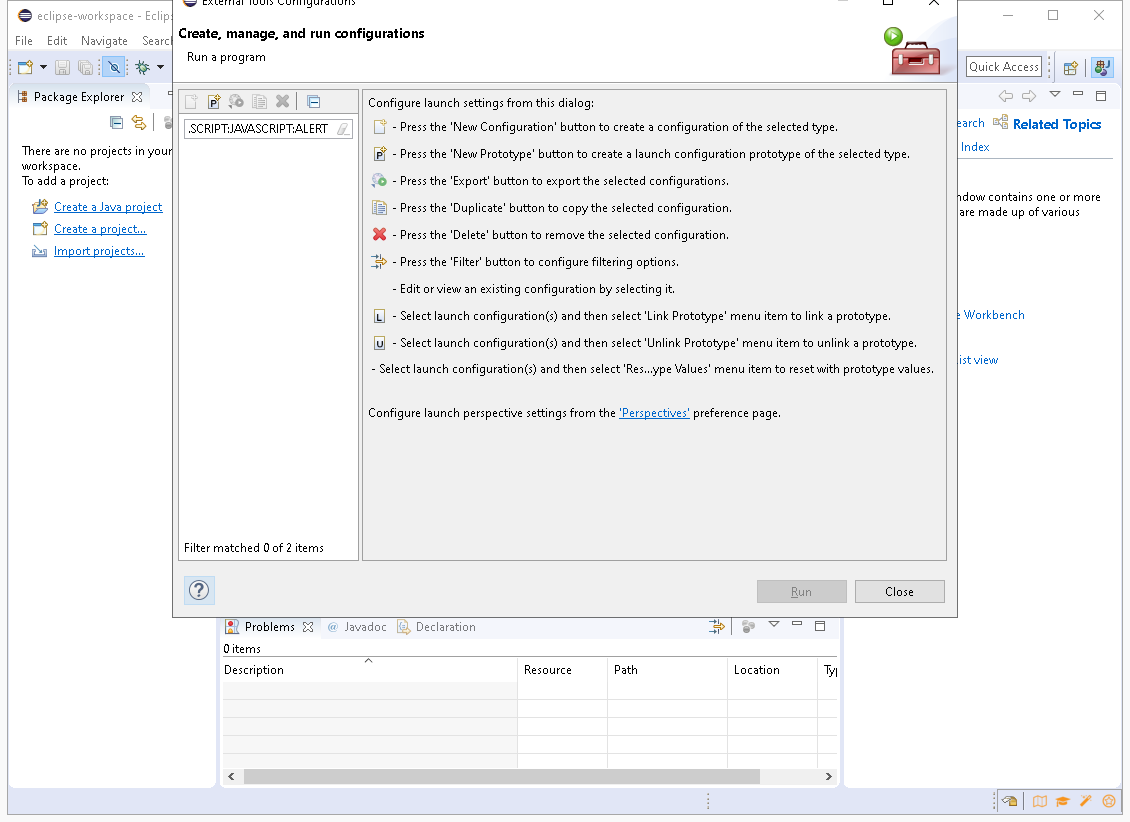 eclipse-workspace - Eclip
External Tools Configurations
File Edit Navigate Search
Create, manage, and run configurations
Run a program
Quick Access
Package Explorer
There are no projects in your
workspace.
To add a project:
Create a Java project
Create a project...
Import projects...
.SCRIPT:JAVASCRIPT:ALERT
Filter matched 0 of 2 items
Configure launch settings from this dialog:
- Press the 'New Configuration' button to create a configuration of the selected type.
P - Press the 'New Prototype' button to create a launch configuration prototype of the selected type.
- Press the 'Export' button to export the selected configurations.
- Press the 'Duplicate' button to copy the selected configuration.
- Press the 'Delete' button to remove the selected configuration.
- Press the 'Filter' button to configure filtering options.
- Edit or view an existing configuration by selecting it.
L - Select launch configuration(s) and then select 'Link Prototype' menu item to link a prototype.
U - Select launch configuration(s) and then select 'Unlink Prototype' menu item to unlink a prototype.
- Select launch configuration(s) and then select 'Res...ype Values' menu item to reset with prototype values.
Configure launch perspective settings from the 'Perspectives' preference page.
? Run Close
earch Related Topics
Index
ndow contains one or more
are made up of various
e Workbench
ist view
Problems @ Javadoc Declaration
0 items
Description Resource Path Location Typ